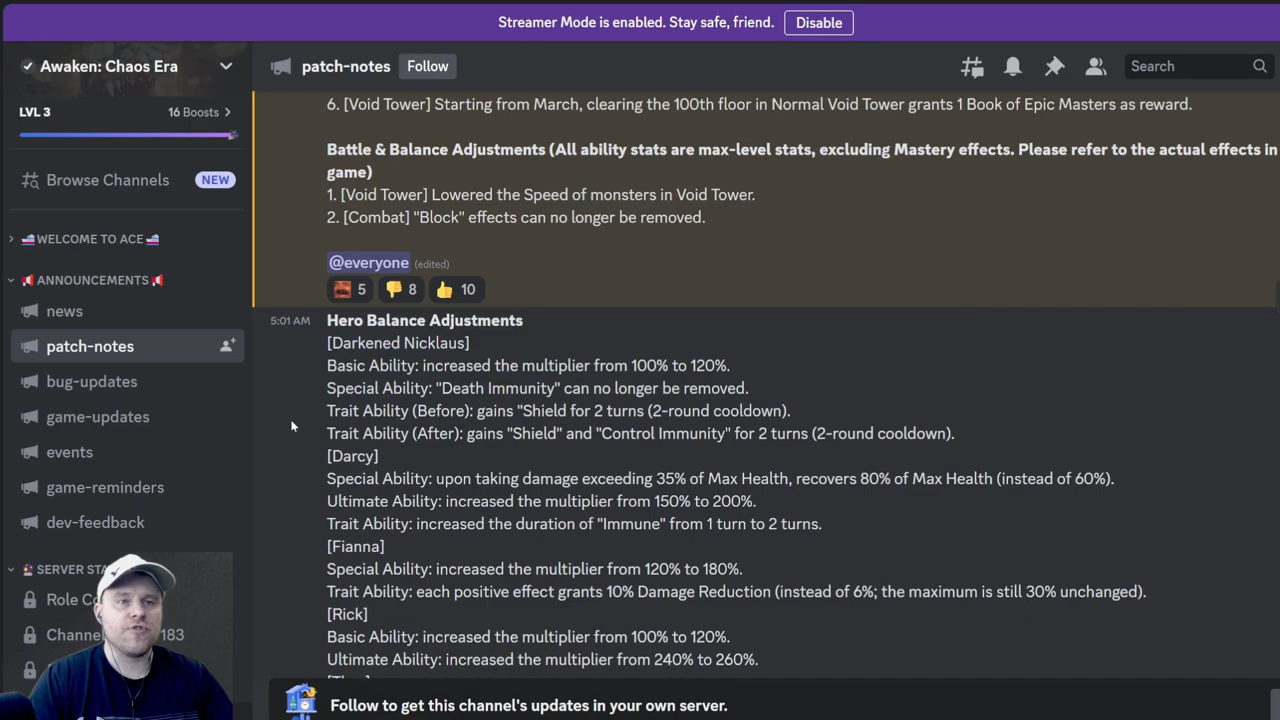 Streamer Mode is enabled. Stay safe, friend.
Disable
Awaken: Chaos Era
LVL 3
16 Boosts
Browse Channels
NEW
WELCOME TO ACE
ANNOUNCEMENTS
news
patch-notes
bug-updates
game-updates
events
game-reminders
dev-feedback
SERVER STA
Role Co
Channe
183
patch-notes
Follow
Search
6. [Void Tower] Starting from March, clearing the 100th floor in Normal Void Tower grants 1 Book of Epic Masters as reward.
Battle & Balance Adjustments (All ability stats are max-level stats, excluding Mastery effects. Please refer to the actual effects in
game)
1. [Void Tower] Lowered the Speed of monsters in Void Tower.
2. [Combat] "Block" effects can no longer be removed.
@everyone (edited)
5
8
10
5:01 AM
Hero Balance Adjustments
[Darkened Nicklaus]
Basic Ability: increased the multiplier from 100% to 120%.
Special Ability: "Death Immunity" can no longer be removed.
Trait Ability (Before): gains "Shield for 2 turns (2-round cooldown).
Trait Ability (After): gains "Shield" and "Control Immunity" for 2 turns (2-round cooldown).
[Darcy]
Special Ability: upon taking damage exceeding 35% of Max Health, recovers 80% of Max Health (instead of 60%).
Ultimate Ability: increased the multiplier from 150% to 200%.
Trait Ability: increased the duration of "Immune" from 1 turn to 2 turns.
[Fianna]
Special Ability: increased the multiplier from 120% to 180%.
Trait Ability: each positive effect grants 10% Damage Reduction (instead of 6%; the maximum is still 30% unchanged).
[Rick]
Basic Ability: increased the multiplier from 100% to 120%.
Ultimate Ability: increased the multiplier from 240% to 260%.
Follow to get this channel's updates in your own server.